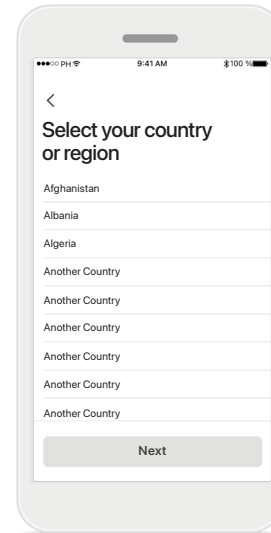 ●●●○○ PH 9:41 AM 100 %
Select your country
or region
Afghanistan
Albania
Algeria
Another Country
Another Country
Another Country
Another Country
Another Country
Another Country
Next